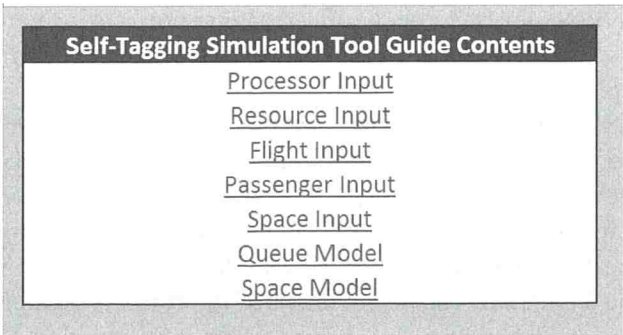 Self-Tagging Simulation Tool Guide Contents
Processor Input
Resource Input
Flight Input
Passenger Input
Space Input
Queue Model
Space Model